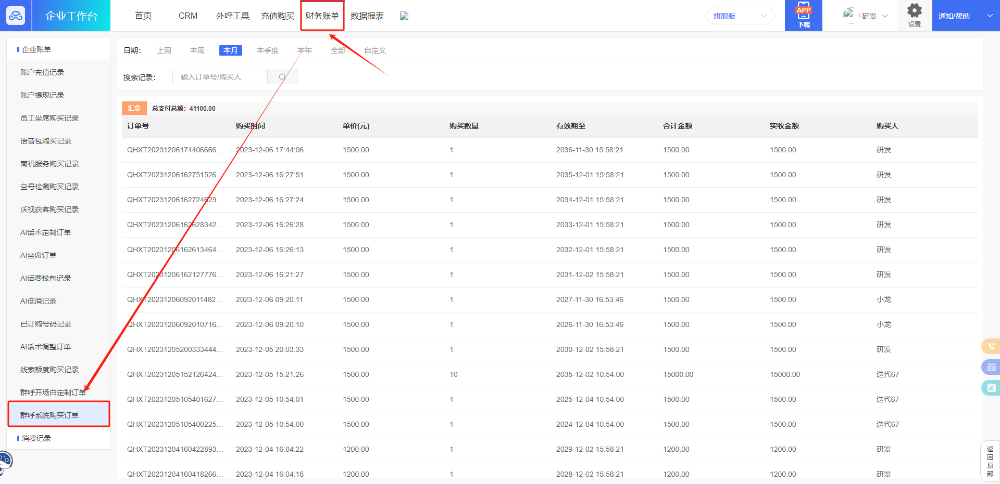 企业工作台
首页 CRM 外呼工具 充值购买 财务账单 数据报表
旗舰版
APP
下载
研发
设置
通知/帮助
企业账单
账户充值记录
账户提现记录
员工坐席购买记录
语音包购买记录
商机服务购买记录
空号检测购买记录
沃视获客购买记录
AI话术定制订单
AI坐席订单
AI话费钱包记录
AI低消记录
已订购号码记录
AI话术调整订单
线索额度购买记录
群呼开场白定制订单
群呼系统购买订单
消费记录
日期: 上周 本周 本月 本季度 本年 全部 自定义
搜索记录: 输入订单号/购买人
汇总 总支付总额: 41100.00
订单号 购买时间 单价(元) 购买数量 有效期至 合计金额 实收金额 购买人
QHXT20231206174406666... 2023-12-06 17:44:06 1500.00 1 2036-11-30 15:58:21 1500.00 1500.00 研发
QHXT20231206162751526... 2023-12-06 16:27:51 1500.00 1 2035-12-01 15:58:21 1500.00 1500.00 研发
QHXT20231206162724629... 2023-12-06 16:27:24 1500.00 1 2034-12-01 15:58:21 1500.00 1500.00 研发
QHXT20231206162628342... 2023-12-06 16:26:28 1500.00 1 2033-12-01 15:58:21 1500.00 1500.00 研发
QHXT20231206162613464... 2023-12-06 16:26:13 1500.00 1 2032-12-01 15:58:21 1500.00 1500.00 研发
QHXT20231206162127776... 2023-12-06 16:21:27 1500.00 1 2031-12-02 15:58:21 1500.00 1500.00 研发
QHXT20231206092011482... 2023-12-06 09:20:11 1500.00 1 2027-11-30 16:53:46 1500.00 1500.00 小龙
QHXT20231206092010716... 2023-12-06 09:20:10 1500.00 1 2026-11-30 16:53:46 1500.00 1500.00 小龙
QHXT20231205200333444... 2023-12-05 20:03:33 1500.00 1 2030-12-02 15:58:21 1500.00 1500.00 研发
QHXT20231205152126424... 2023-12-05 15:21:26 1500.00 10 2035-12-02 10:54:00 15000.00 15000.00 迭代67
QHXT20231205105401627... 2023-12-05 10:54:01 1500.00 1 2025-12-04 10:54:00 1500.00 1500.00 迭代67
QHXT20231205105400225... 2023-12-05 10:54:00 1500.00 1 2024-12-04 10:54:00 1500.00 1500.00 迭代67
QHXT20231204160422893... 2023-12-04 16:04:22 1200.00 1 2029-12-02 15:58:21 1200.00 1200.00 研发
QHXT20231204160418266... 2023-12-04 16:04:18 1200.00 1 2028-12-02 15:58:21 1200.00 1200.00 研发
返
回
顶
部